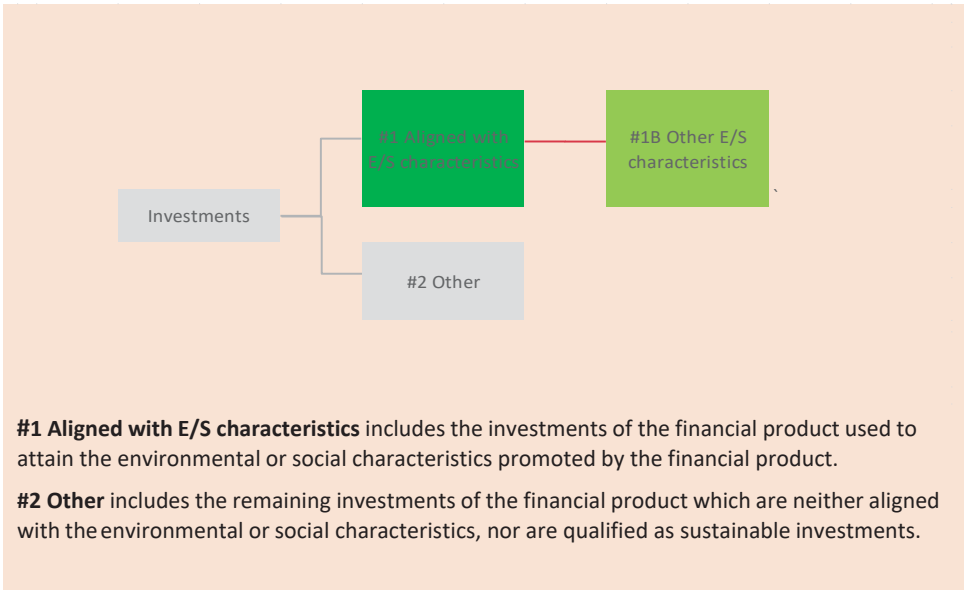 #1 Aligned with
E/S characteristics
#1B Other E/S
characteristics
`
Investments
#2 Other
#1 Aligned with E/S characteristics includes the investments of the financial product used to
attain the environmental or social characteristics promoted by the financial product.
#2 Other includes the remaining investments of the financial product which are neither aligned
with the environmental or social characteristics, nor are qualified as sustainable investments.